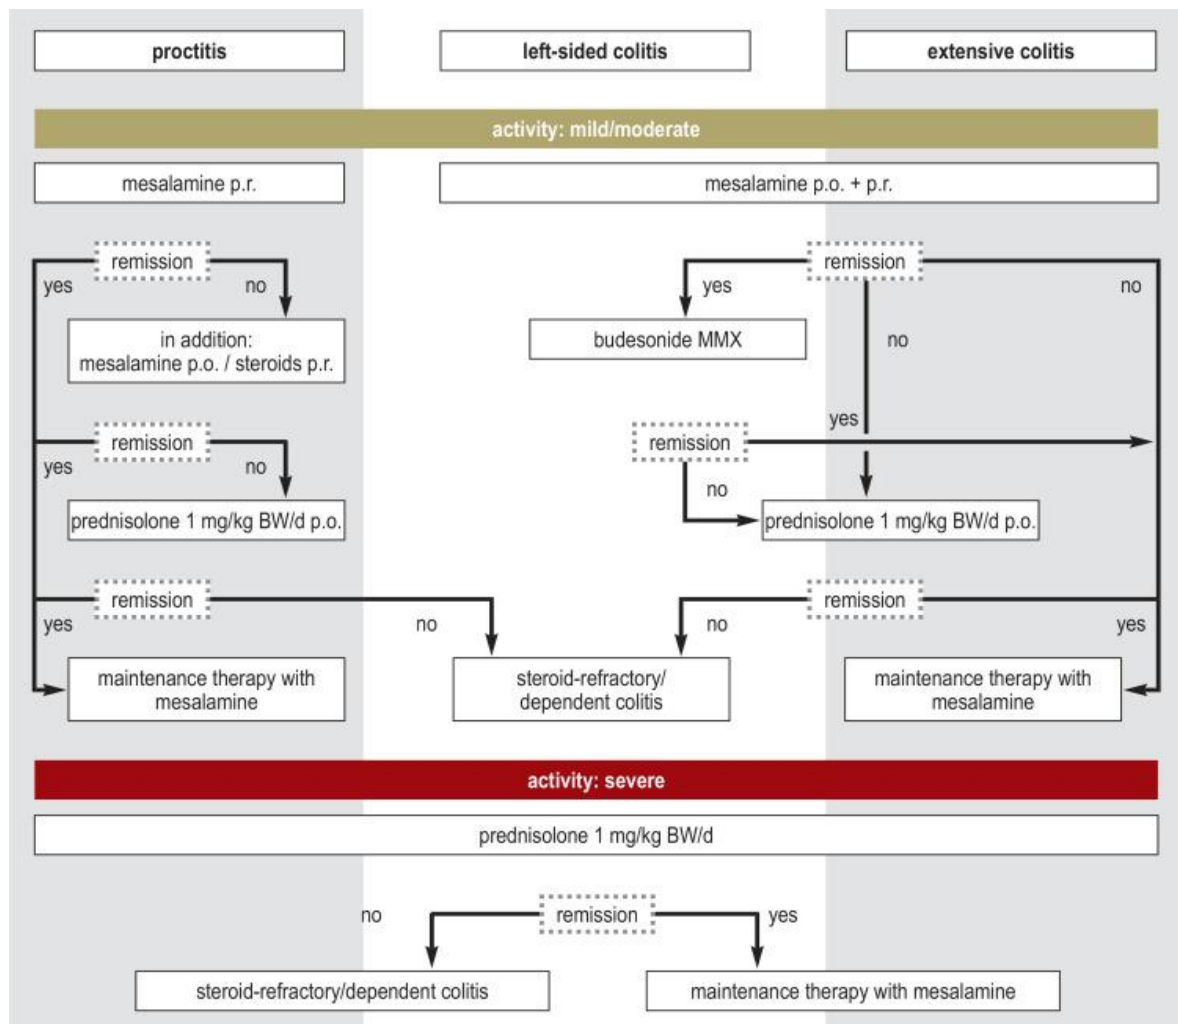 proctitis
left-sided colitis
extensive colitis
activity: mild/moderate
mesalamine p.r.
mesalamine p.o. + p.r.
remission
yes
no
remission
yes
no
no
in addition:
mesalamine p.o. / steroids p.r.
budesonide MMX
remission
yes
no
remission
yes
no
prednisolone 1 mg/kg BW/d p.o.
prednisolone 1 mg/kg BW/d p.o.
remission
yes
no
remission
no
yes
maintenance therapy with
mesalamine
steroid-refractory/
dependent colitis
maintenance therapy with
mesalamine
activity: severe
prednisolone 1 mg/kg BW/d
no
remission
yes
steroid-refractory/dependent colitis
maintenance therapy with mesalamine